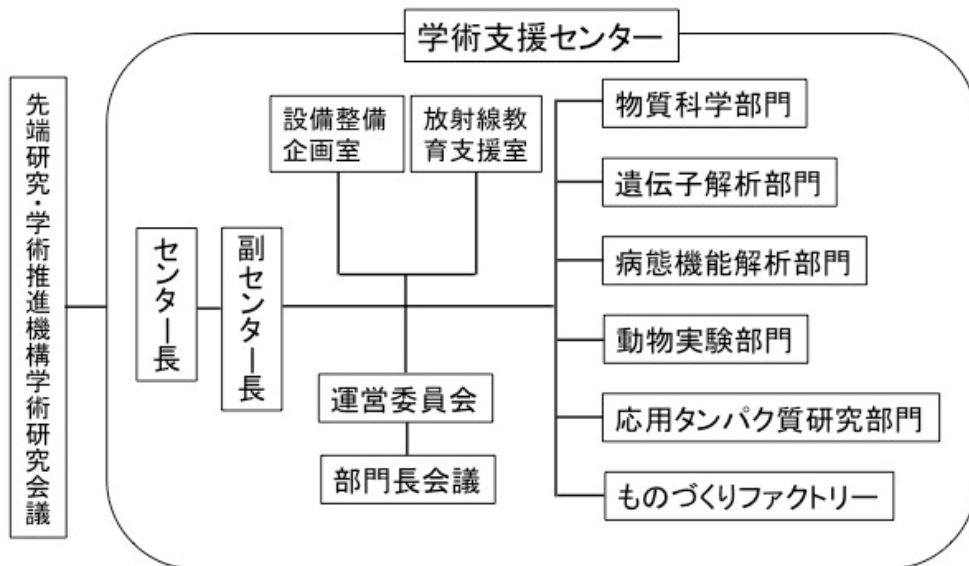 学術支援センター
先端研究・学術推進機構学術研究会議
センター長
副センター長
設備整備
企画室
放射線教
育支援室
運営委員会
部門長会議
物質科学部門
遺伝子解析部門
病態機能解析部門
動物実験部門
応用タンパク質研究部門
ものづくりファクトリー